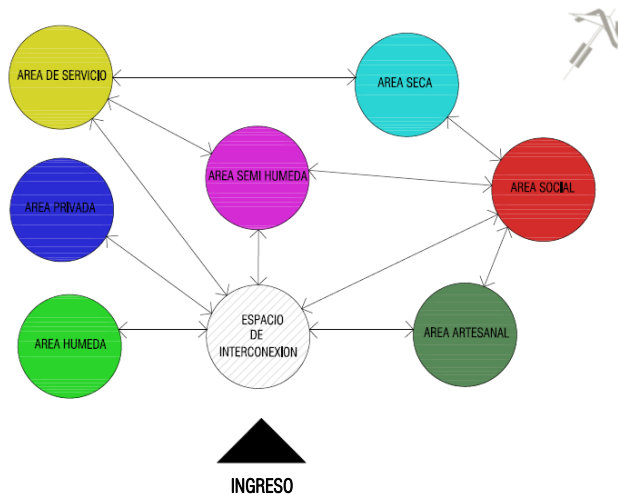 AREA DE SERVICIO
AREA SECA
AREA SEMI HUMEDA
AREA PRIVADA
AREA SOCIAL
AREA HUMEDA
ESPACIO
DE
INTERCONEXION
AREA ARTESANAL
INGRESO